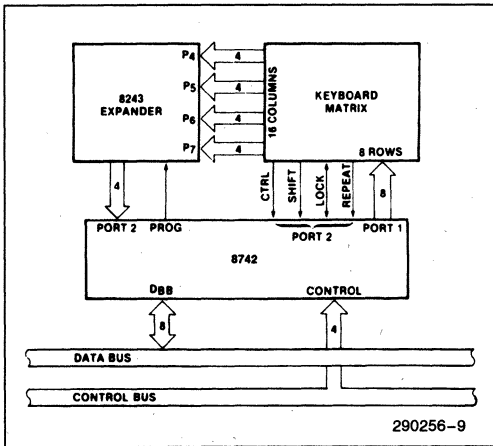 8243
EXPANDER
P4
P5
P6
P7
4
4
4
4
16 COLUMNS
KEYBOARD
MATRIX
8 ROWS
4
CTRL
SHIFT
LOCK
REPEAT
8
PORT 2
PROG
PORT 2
PORT 1
8742
DBB
CONTROL
8
4
DATA BUS
CONTROL BUS
290256-9